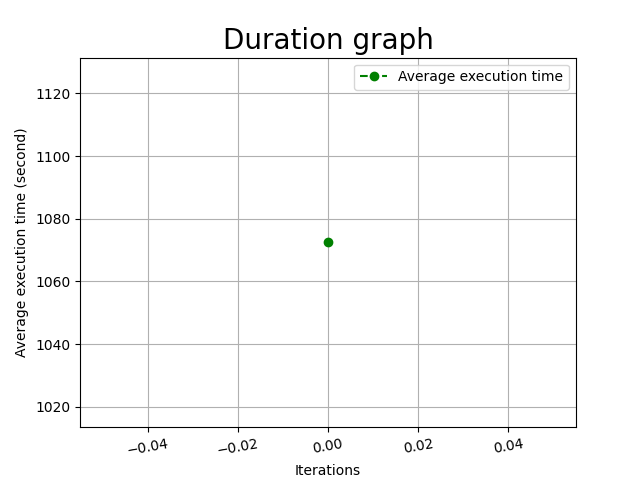 Duration graph
Average execution time
1120
1100
1080
1060
1040
1020
Average execution time (second)
−0.04
−0.02
0.00
0.02
0.04
Iterations